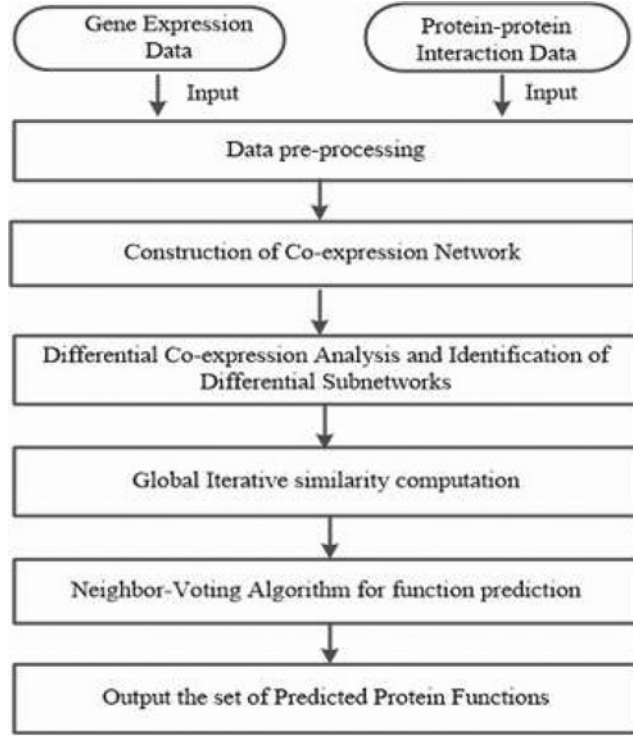 Gene Expression
Data
Protein-protein
Interaction Data
Input
Input
Data pre-processing
Construction of Co-expression Network
Differential Co-expression Analysis and Identification of
Differential Subnetworks
Global Iterative similarity computation
Neighbor-Voting Algorithm for function prediction
Output the set of Predicted Protein Functions